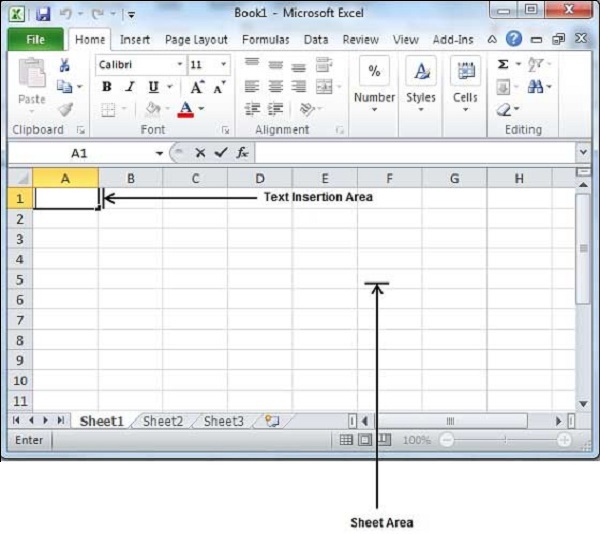 Book1 - Microsoft Excel
File Home Insert Page Layout Formulas Data Review View Add-Ins
Calibri 11 % A Σ
Paste B I U A A Number Styles Cells
A
Clipboard Font Alignment Editing
A1 fx
A B C D E F G H
1 Text Insertion Area
2
3
4
5
6
7
8
9
10
11
Sheet1 Sheet2 Sheet3
Enter 100%
Sheet Area